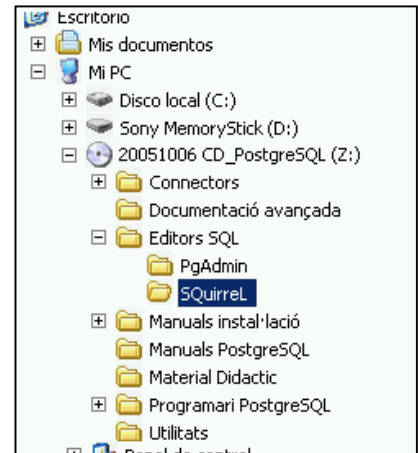 Escritorio
Mis documentos
Mi PC
Disco local (C:)
Sony MemoryStick (D:)
20051006 CD_PostgreSQL (Z:)
Connectors
Documentació avançada
Editors SQL
PgAdmin
SQuirreL
Manuals instal·lació
Manuals PostgreSQL
Material Didactic
Programari PostgreSQL
Utilitats
Panel de control